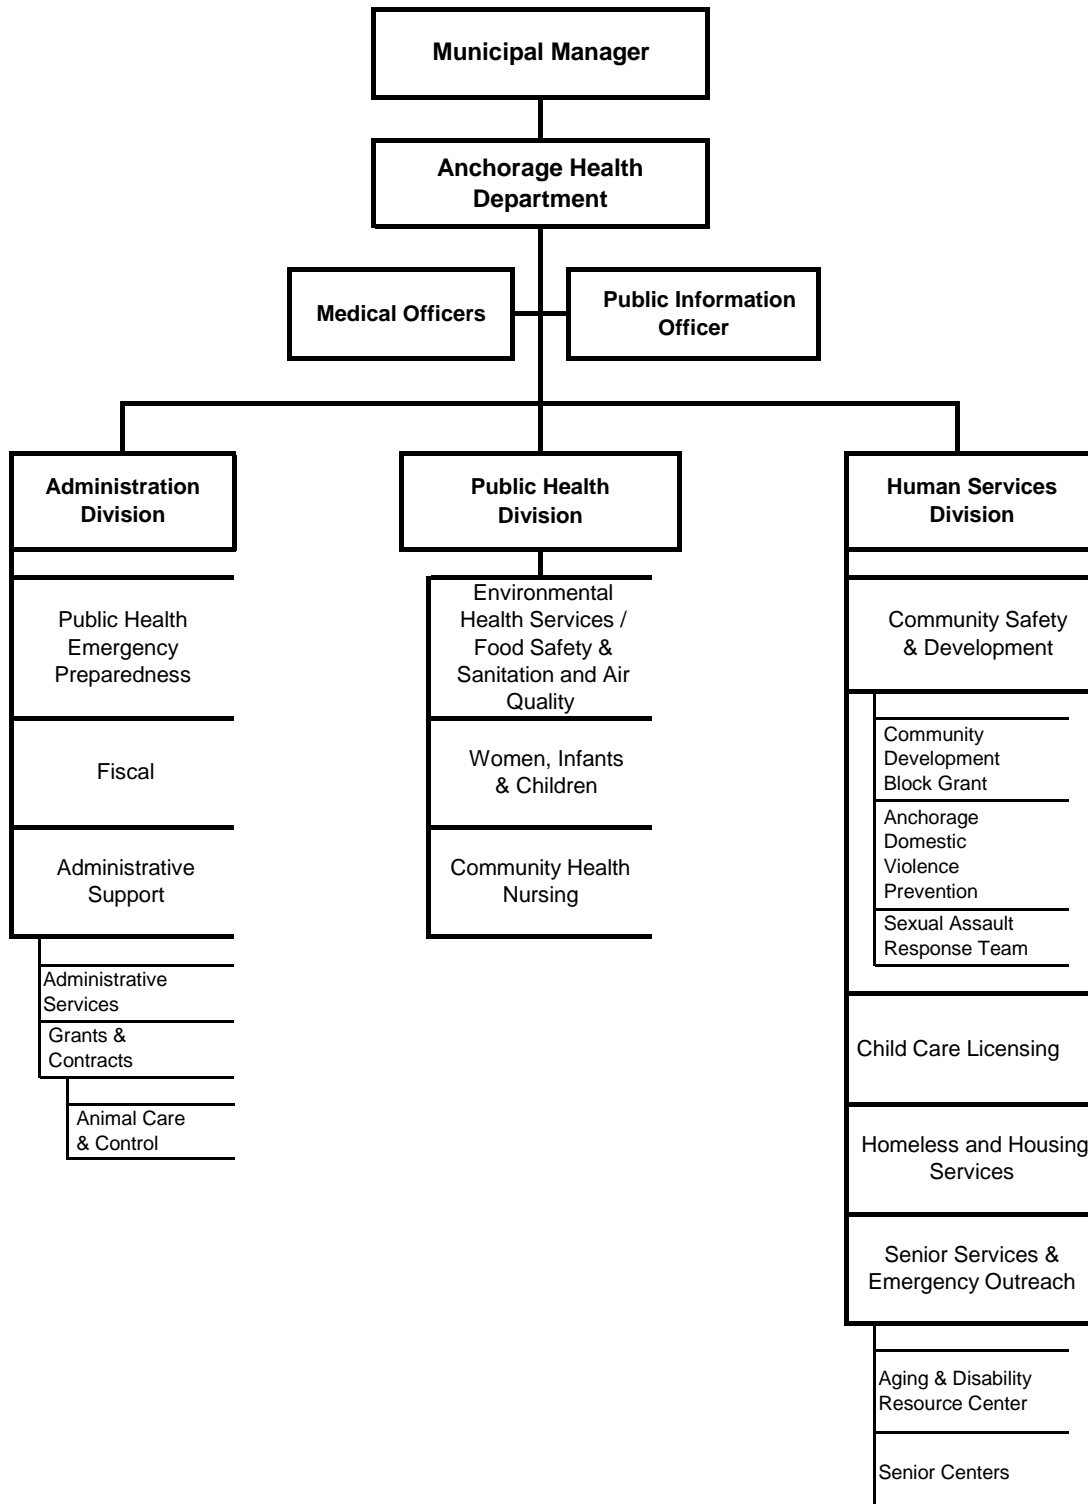 Municipal Manager
Anchorage Health
Department
Medical Officers
Public Information
Officer
Administration
Division
Public Health
Emergency
Preparedness
Fiscal
Administrative
Support
Administrative
Services
Grants &
Contracts
Animal Care
& Control
Public Health
Division
Environmental
Health Services /
Food Safety &
Sanitation and Air
Quality
Women, Infants
& Children
Community Health
Nursing
Human Services
Division
Community Safety
& Development
Community
Development
Block Grant
Anchorage
Domestic
Violence
Prevention
Sexual Assault
Response Team
Child Care Licensing
Homeless and Housing
Services
Senior Services &
Emergency Outreach
Aging & Disability
Resource Center
Senior Centers